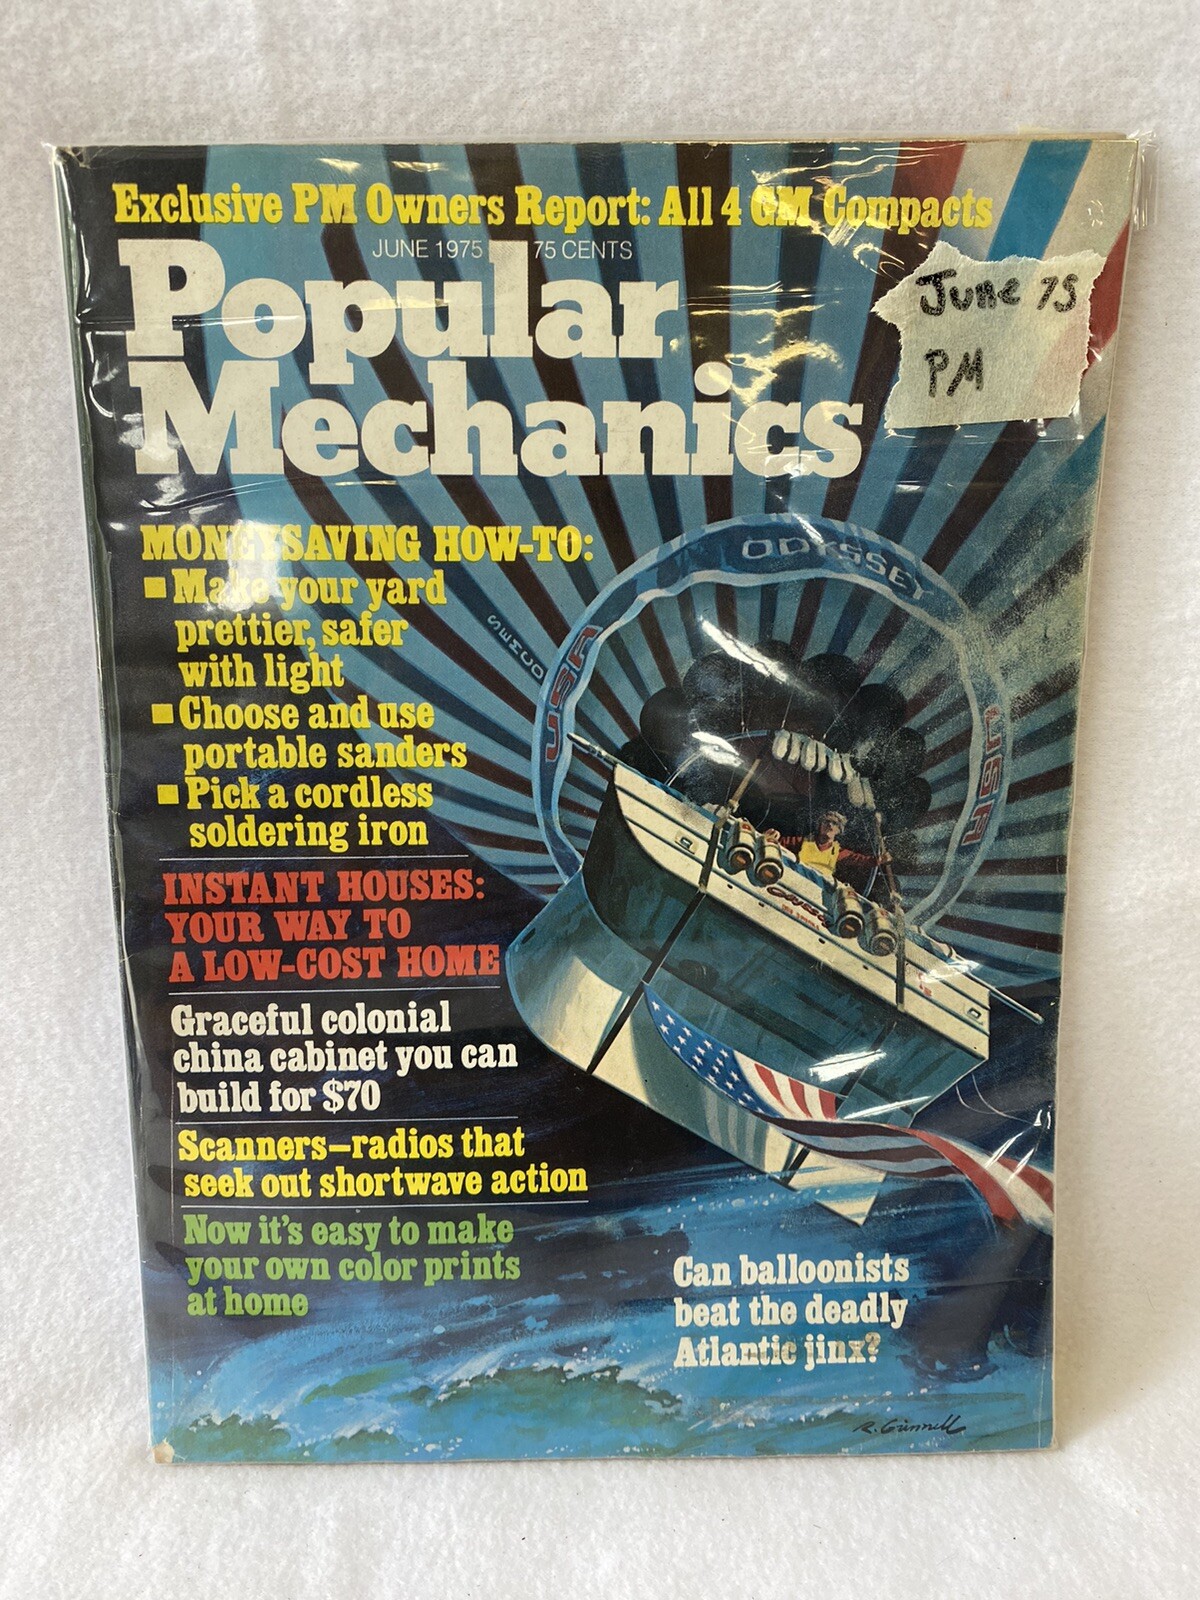 Exclusive PM Owners Report: All 4 GM Compacts
JUNE 1975 75 CENTS
Popular
Mechanics
June 75
PM
MONEYSAVING HOW-TO:
■ Make your yard
prettier, safer
with light
■ Choose and use
portable sanders
■ Pick a cordless
soldering iron
INSTANT HOUSES:
YOUR WAY TO
A LOW-COST HOME
Graceful colonial
china cabinet you can
build for $70
Scanners—radios that
seek out shortwave action
Now it's easy to make
your own color prints
at home
ODYSSEY
SEMCO
USA
USA
Odyssey
Can balloonists
beat the deadly
Atlantic jinx?
R. Grinnell